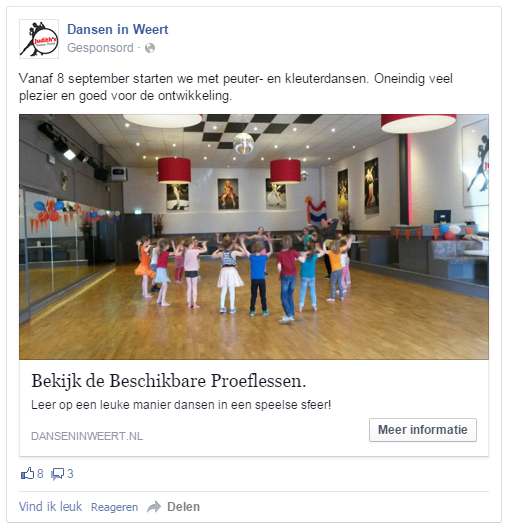 Judith's
Dansen in Weert
Gesponsord ·
Vanaf 8 september starten we met peuter- en kleuterdansen. Oneindig veel
plezier en goed voor de ontwikkeling.
Bekijk de Beschikbare Proeflessen.
Leer op een leuke manier dansen in een speelse sfeer!
DANSENINWEERT.NL
Meer informatie
8 3
Vind ik leuk Reageren Delen